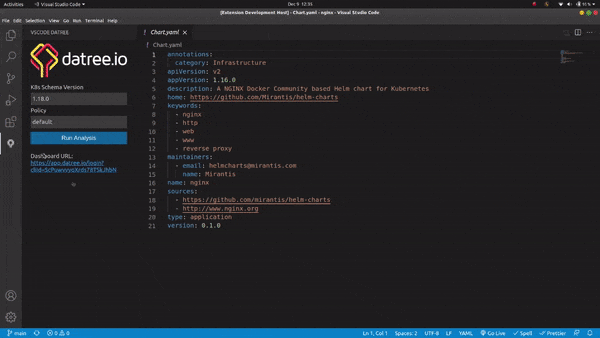 Activities
Visual Studio Code
Dec 9 12:35
[Extension Development Host] - nginx - Visual Studio Code
File Edit Selection View Go Run Terminal Help
VSCODE DATREE
datree.io
K8s Schema Version
1.18.0
Policy
default
Run Analysis
Dashboard URL:
https://app.datree.io/login?
Chart.yaml
Chart.yaml
1 annotations:
2 category: Infrastructure
3 apiVersion: v2
4 appVersion: 1.16.0
5 description: A NGINX Docker Community based Helm chart for Kubernetes
6 home: https://github.com/Mirantis/helm-charts
7 keywords:
8 - nginx
9 - http
10 - web
11 - www
12 - reverse proxy
13 maintainers:
14 - email: helmcharts@mirantis.com
15 name: Mirantis
16 name: nginx
17 sources:
18 - https://github.com/mirantis/helm-charts
19 - http://www.nginx.org
20 type: application
21 version: 0.1.0
main
0 0
Ln 1, Col 1
Spaces: 2
UTF-8
LF
YAML
Go Live
Spell
Prettier